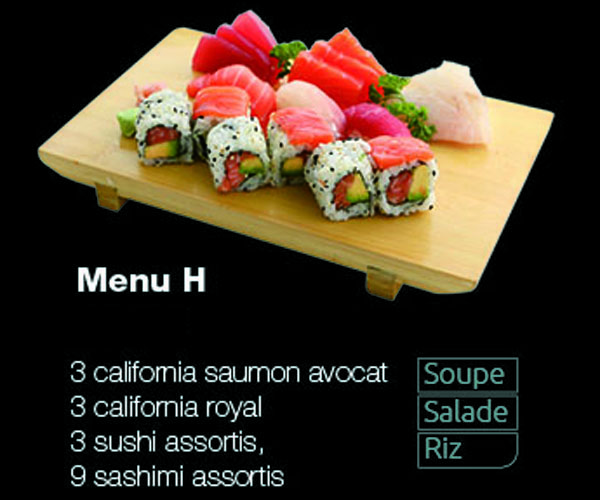 Menu H
3 california saumon avocat
3 california royal
3 sushi assortis,
9 sashimi assortis
Soupe
Salade
Riz